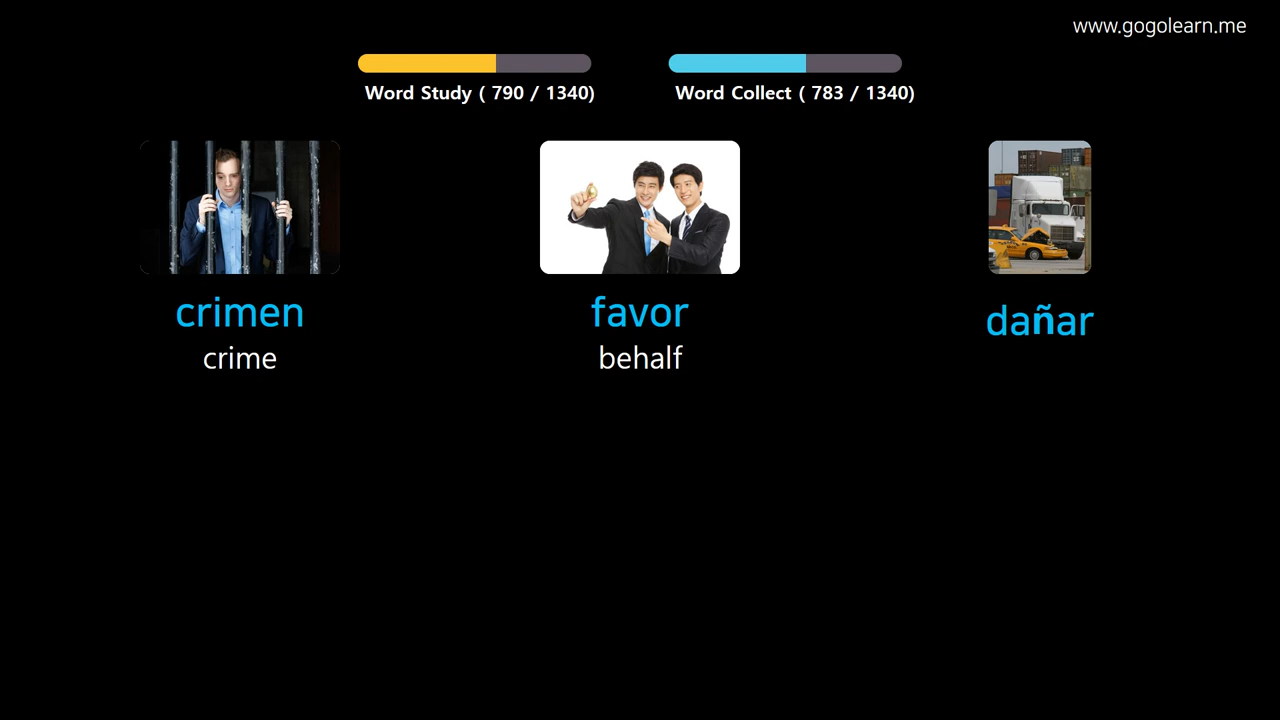 www.gogolearn.me
Word Study ( 790 / 1340)
Word Collect ( 783 / 1340)
crimen
crime
favor
behalf
dañar